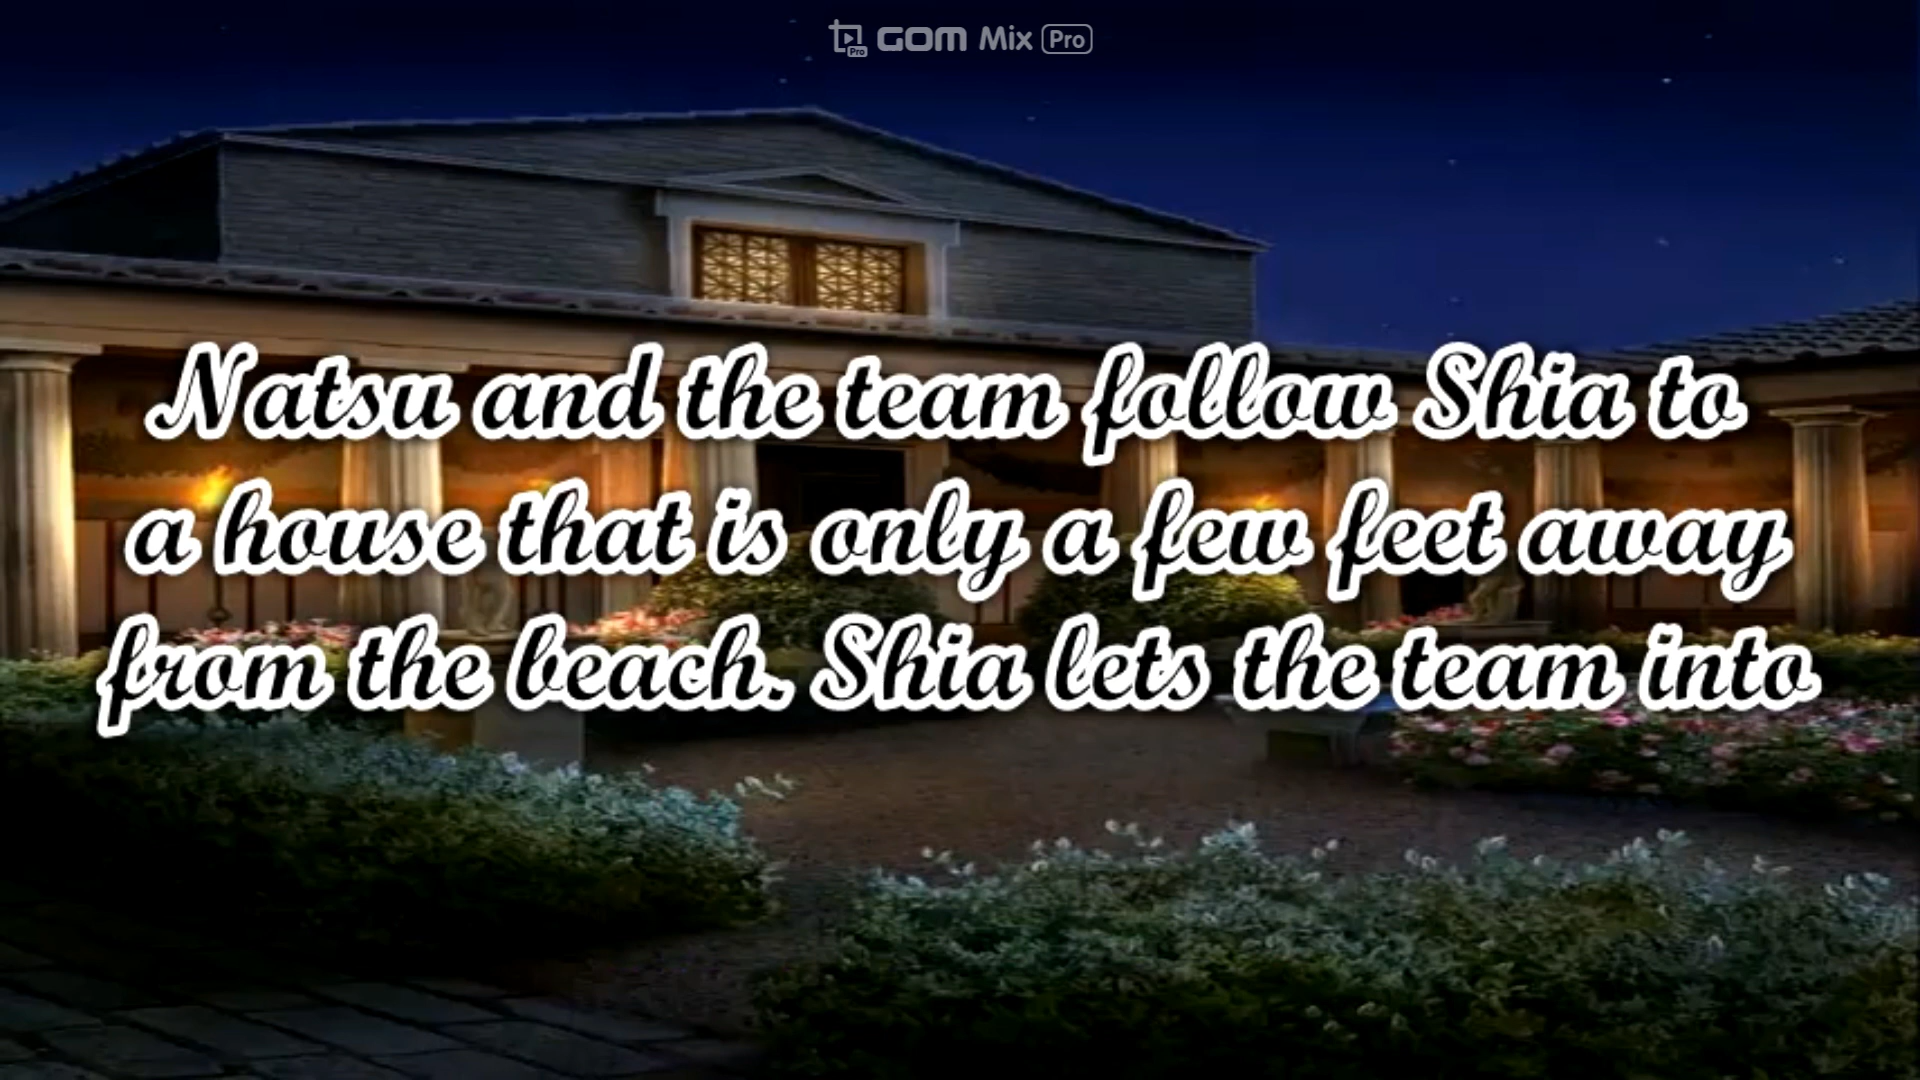 GOM Mix Pro
Natsu and the team follow Shia to
a house that is only a few feet away
from the beach. Shia lets the team into